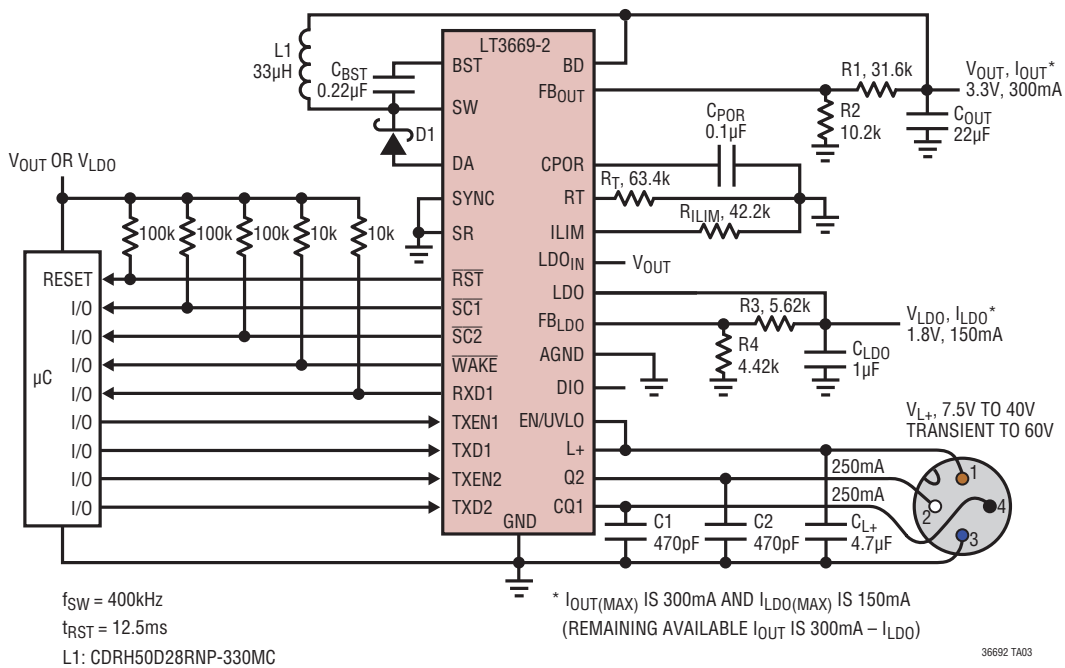 LT3669-2
L1
33µH
C_BST
0.22µF
BST
SW
D1
DA
SYNC
SR
RST
SC1
SC2
WAKE
RXD1
TXEN1
TXD1
TXEN2
TXD2
GND
BD
FB_OUT
CPOR
RT
ILIM
LDO_IN
LDO
FB_LDO
AGND
DIO
EN/UVLO
L+
Q2
CQ1
R1, 31.6k
R2
10.2k
V_OUT, I_OUT*
3.3V, 300mA
C_OUT
22µF
C_POR
0.1µF
R_T, 63.4k
R_ILIM, 42.2k
V_OUT
R3, 5.62k
R4
4.42k
V_LDO, I_LDO*
1.8V, 150mA
C_LDO
1µF
V_L+, 7.5V TO 40V
TRANSIENT TO 60V
250mA
250mA
1
2
4
3
C1
470pF
C2
470pF
C_L+
4.7µF
V_OUT OR V_LDO
100k
100k
100k
10k
10k
µC
RESET
I/O
I/O
I/O
I/O
I/O
I/O
I/O
I/O
f_SW = 400kHz
t_RST = 12.5ms
L1: CDRH50D28RNP-330MC
* I_OUT(MAX) IS 300mA AND I_LDO(MAX) IS 150mA
(REMAINING AVAILABLE I_OUT IS 300mA – I_LDO)
36692 TA03